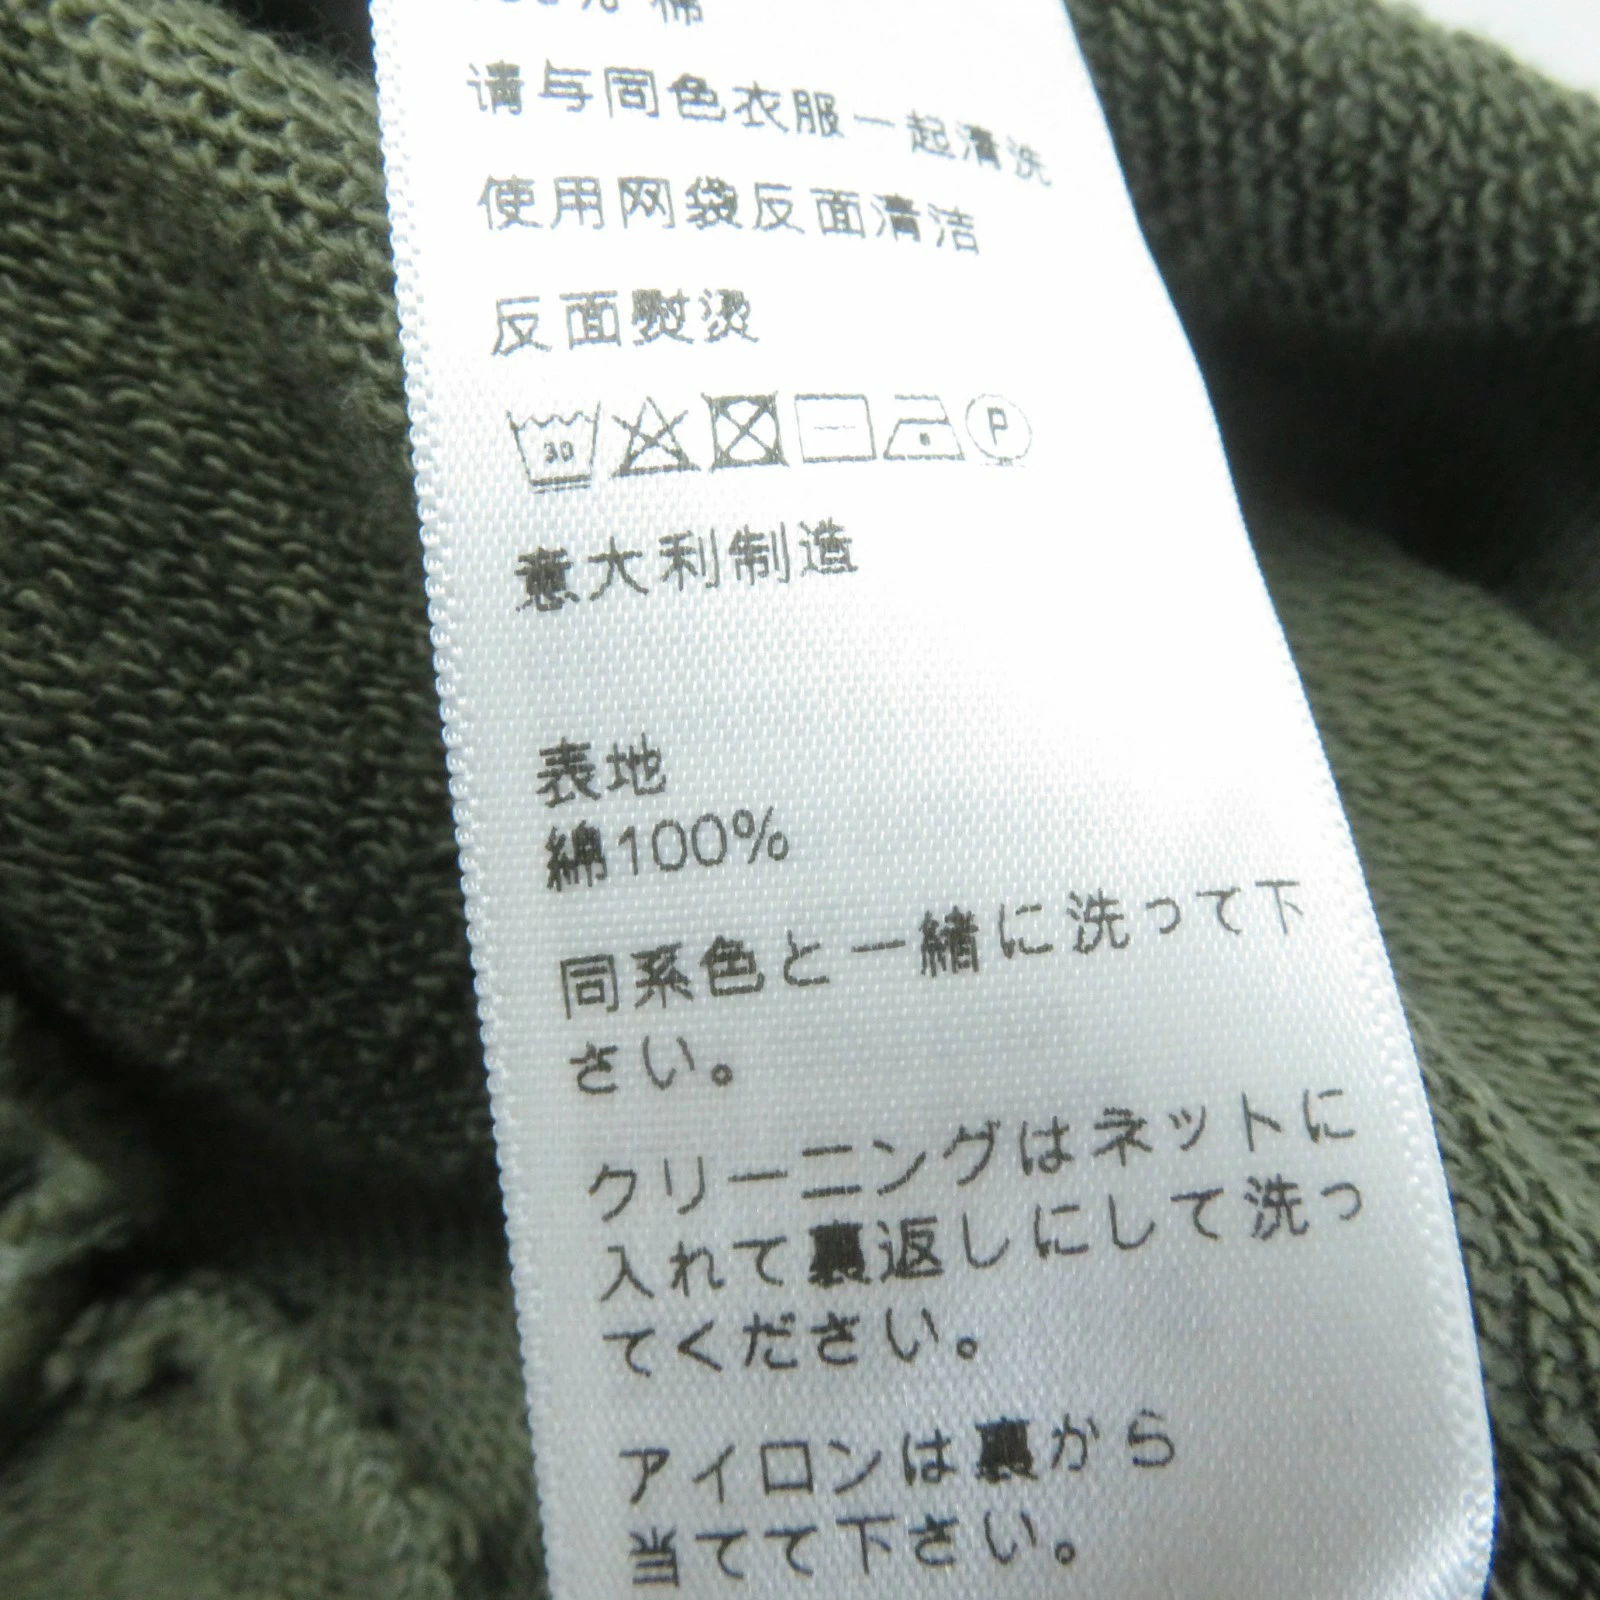 棉
请与同色衣服一起清洗
使用网袋反面清洁
反面熨烫
30 P
意大利制造
表地
綿100%
同系色と一緒に洗って下
さい。
クリーニングはネットに
入れて裏返しにして洗っ
てください。
アイロンは裏から
当てて下さい。